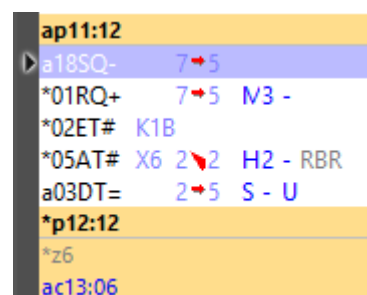 ap11:12
a18SQ- 7➡5
*01RQ+ 7➡5 M3 -
*02ET# K1B
*05AT# X6 2 2 H2 - RBR
a03DT= 2➡5 S - U
*p12:12
*z6
ac13:06